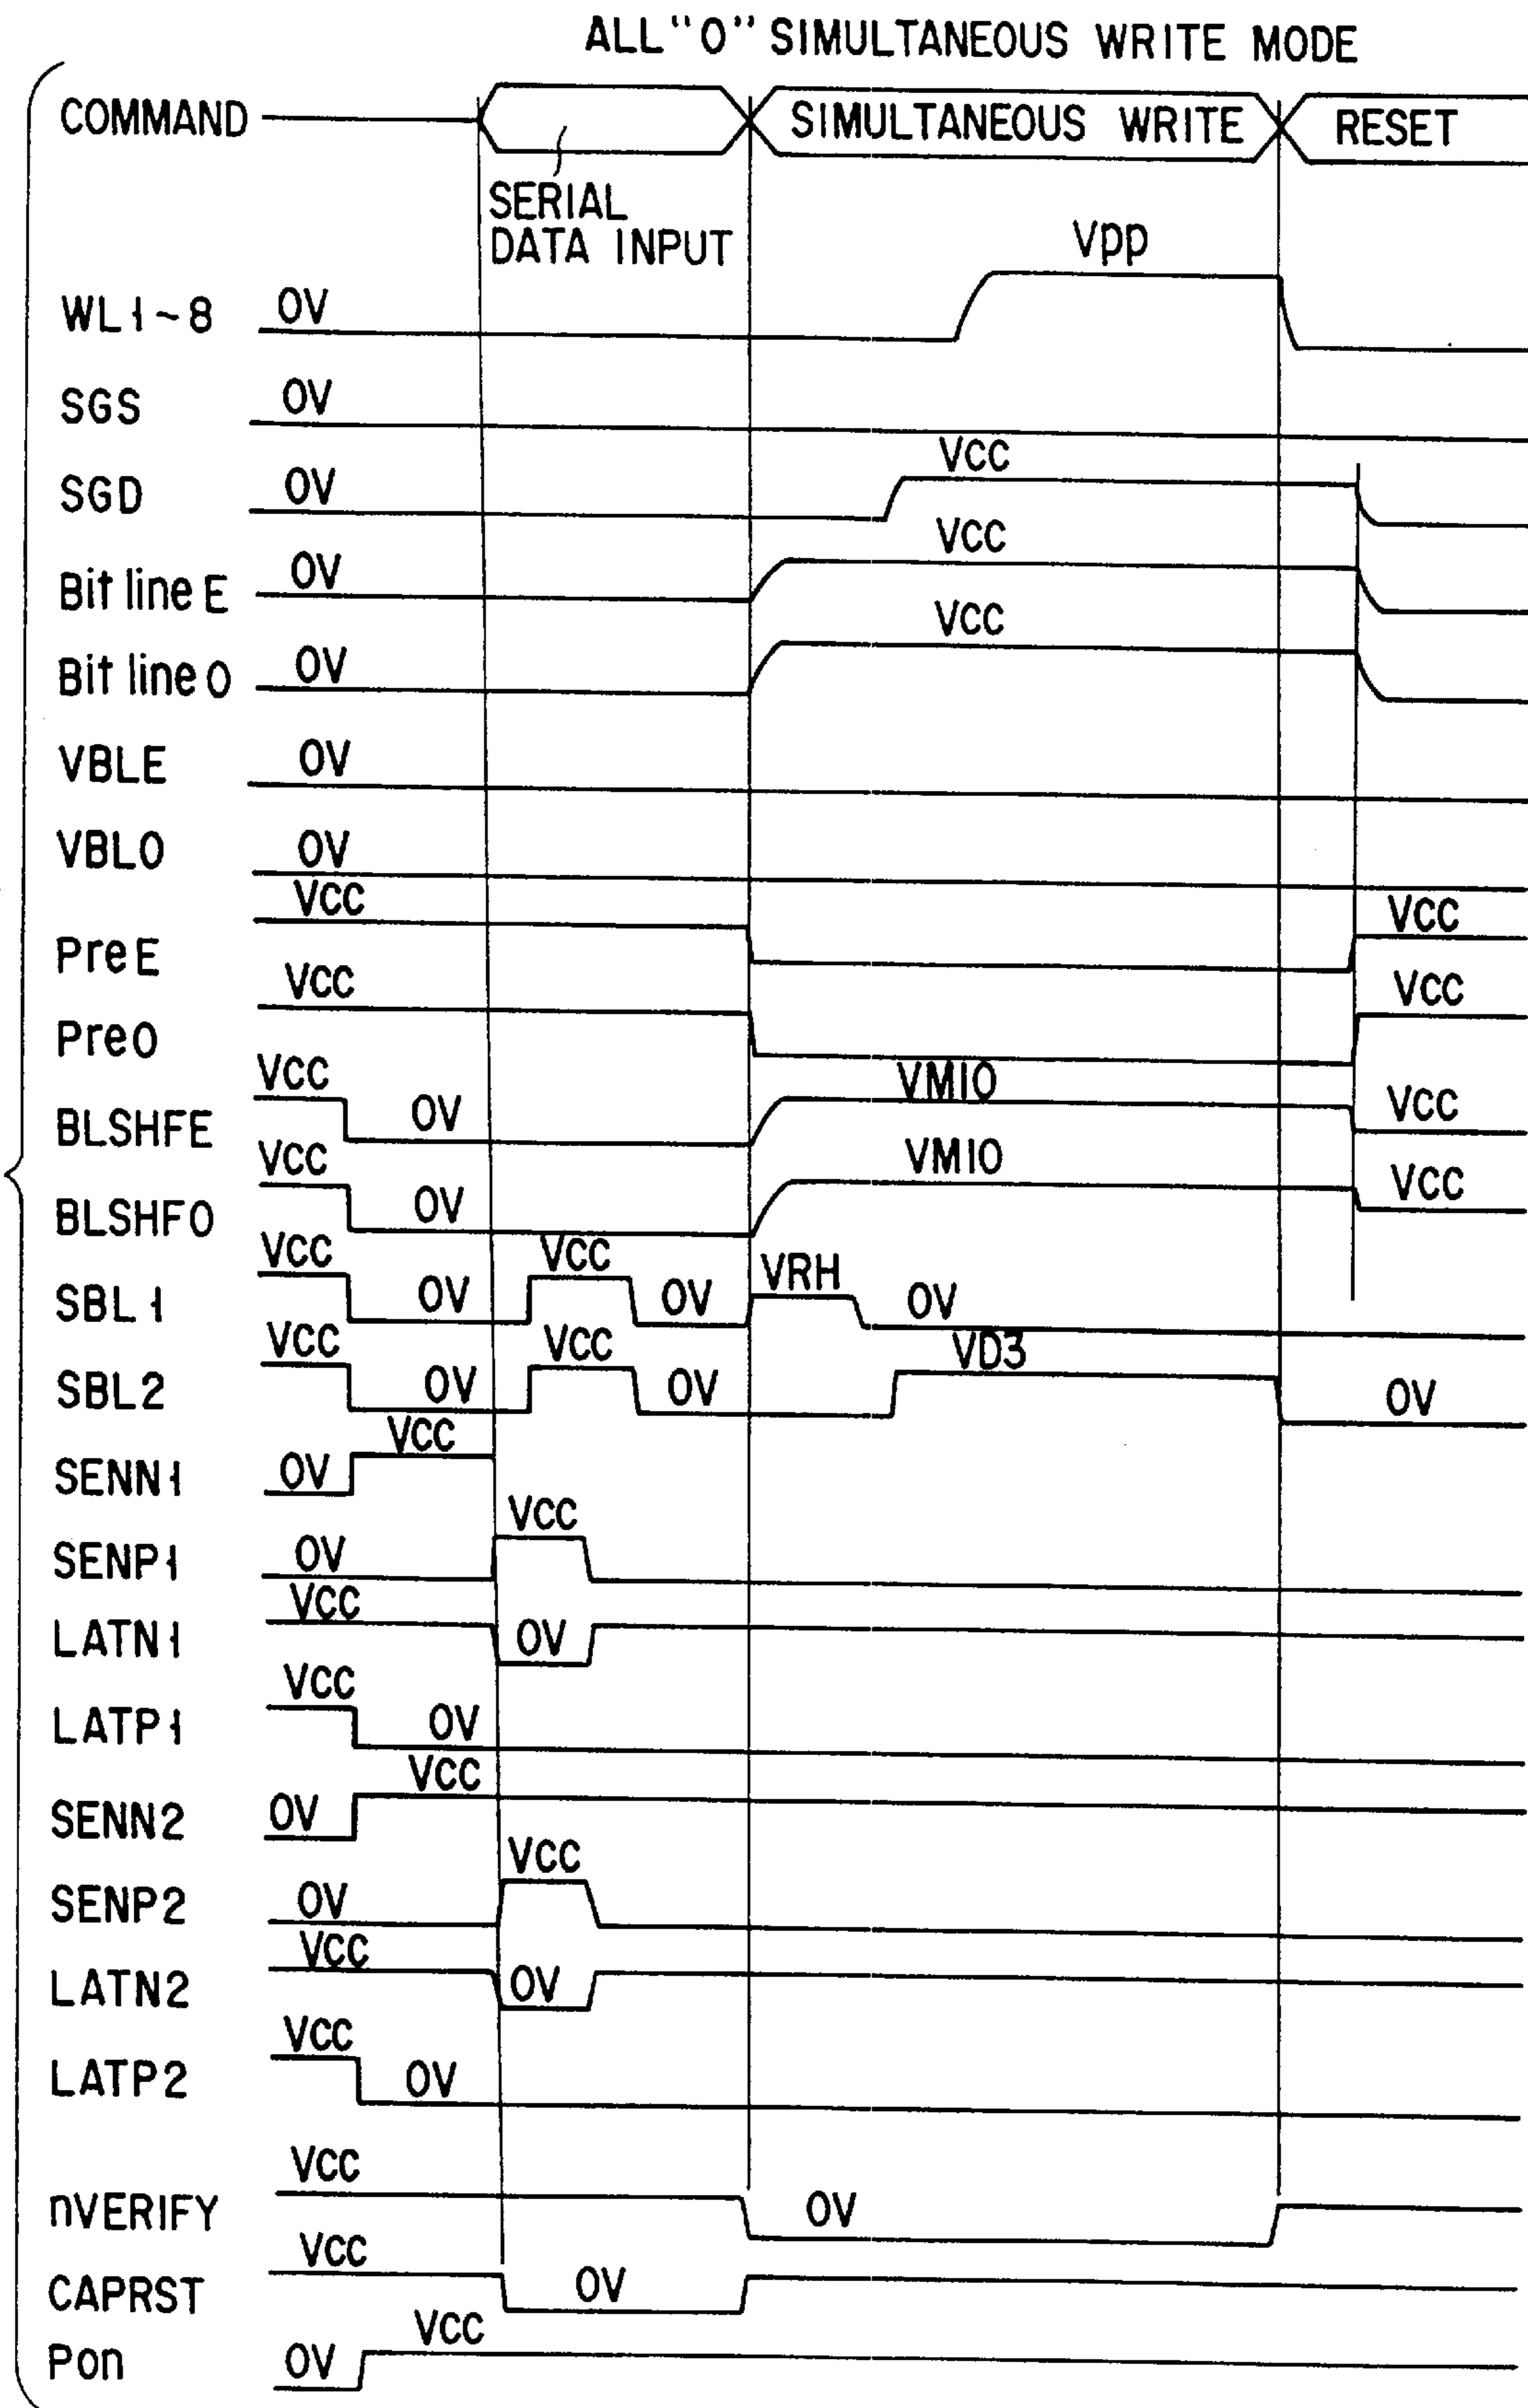 ALL "0" SIMULTANEOUS WRITE MODE
COMMAND SIMULTANEOUS WRITE RESET
SERIAL
DATA INPUT
Vpp
WL1~8 0V
SGS 0V
VCC
SGD 0V
VCC
Bit line E 0V
VCC
Bit line O 0V
VBLE 0V
VBLO 0V
VCC VCC
Pre E
VCC VCC
Pre O
VCC VM10
BLSHFE 0V VCC
VCC VM10
BLSHFO 0V VCC
VCC VCC VRH
SBL1 0V 0V 0V
VCC VCC VD3
SBL2 0V 0V 0V
VCC
SENN1 0V
VCC
SENP1 0V
VCC
LATN1 0V
VCC
LATP1 0V
VCC
SENN2 0V
VCC
SENP2 0V
VCC
LATN2 0V
VCC
LATP2 0V
VCC
nVERIFY 0V
VCC
CAPRST 0V
VCC
Pon 0V